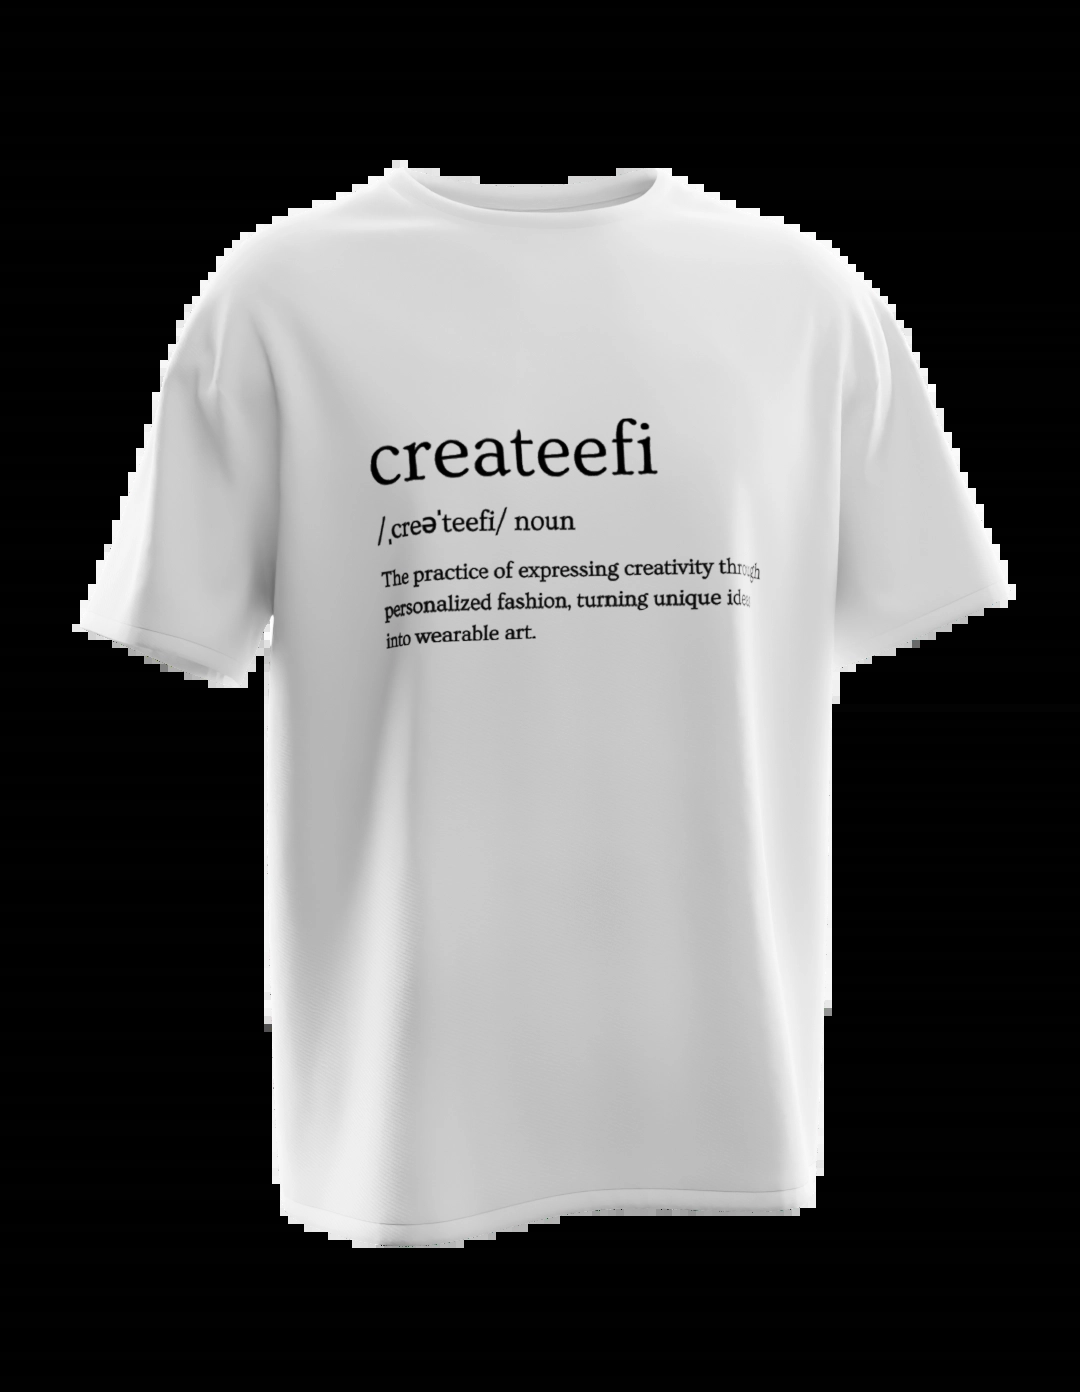 createefi
/ˌcreəˈteefi/ noun
The practice of expressing creativity through
personalized fashion, turning unique ideas
into wearable art.